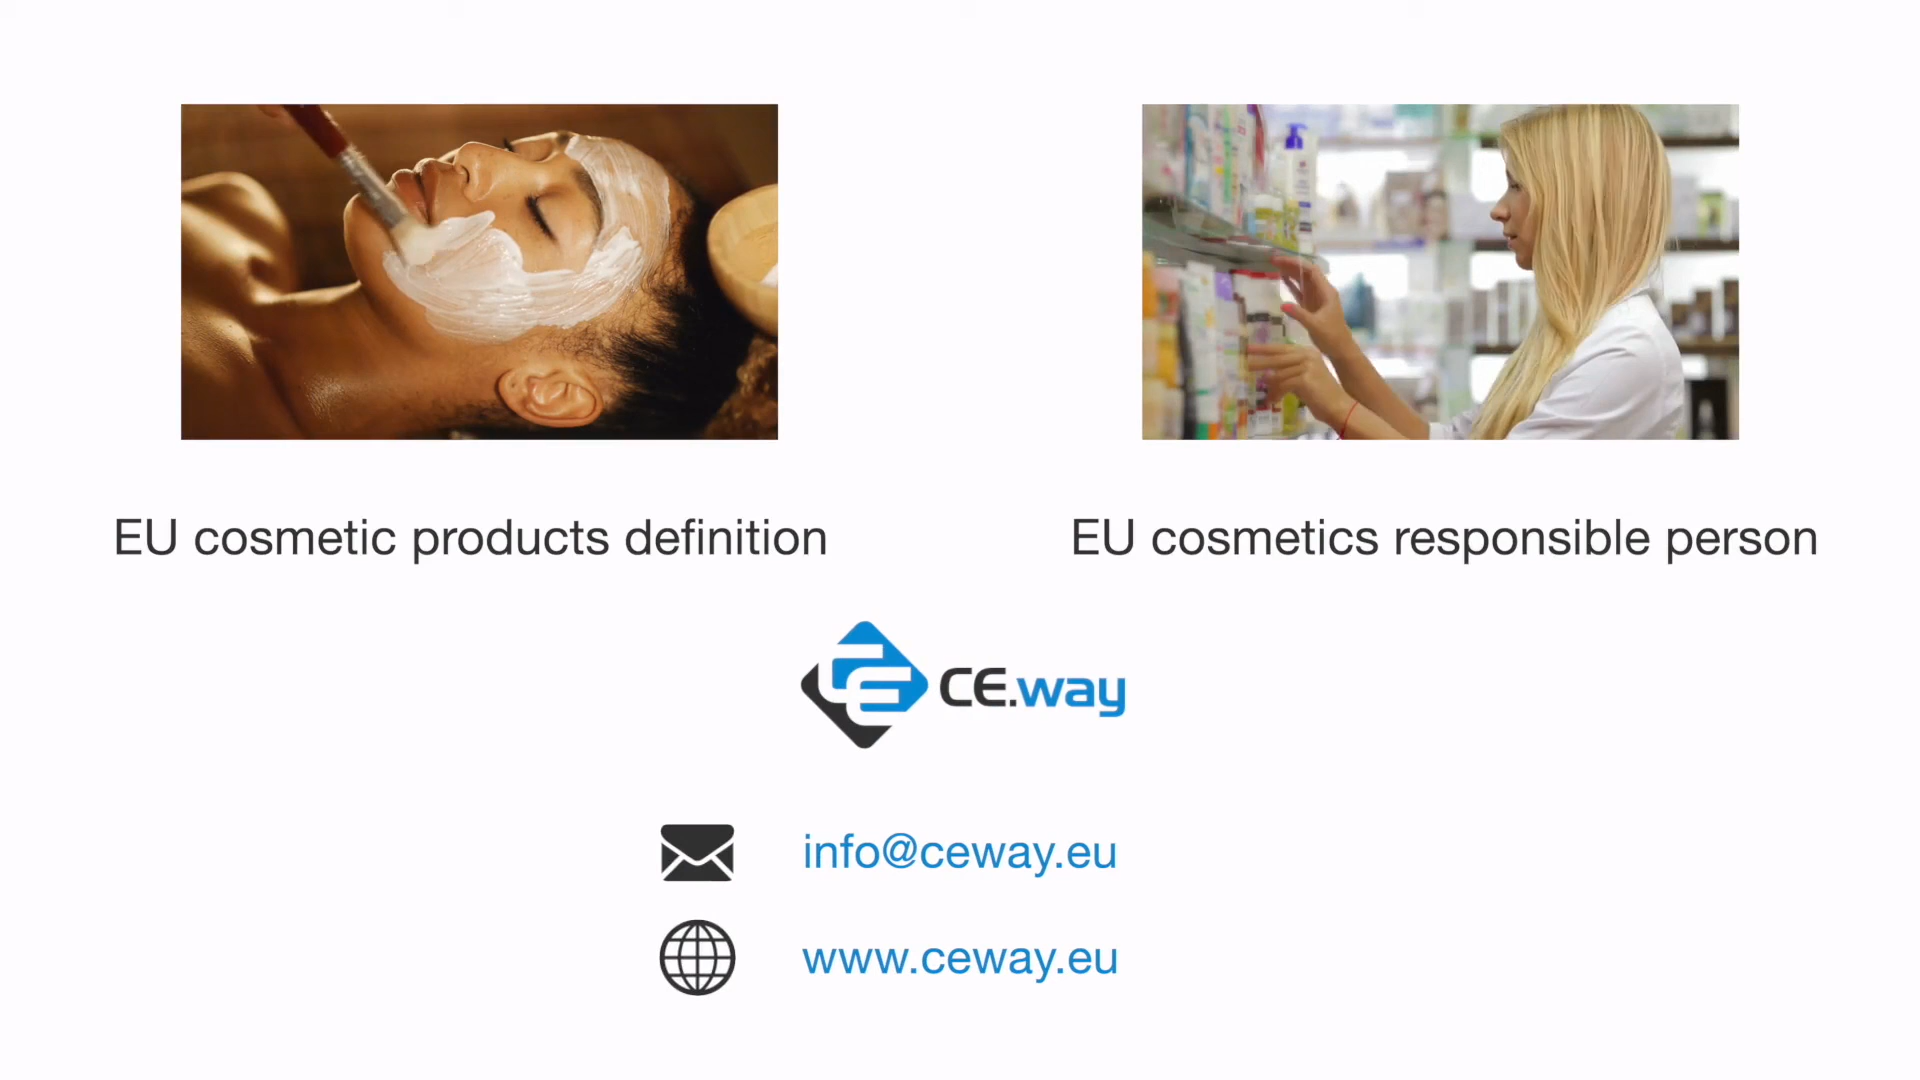 EU cosmetic products definition
EU cosmetics responsible person
CE.way
info@ceway.eu
www.ceway.eu